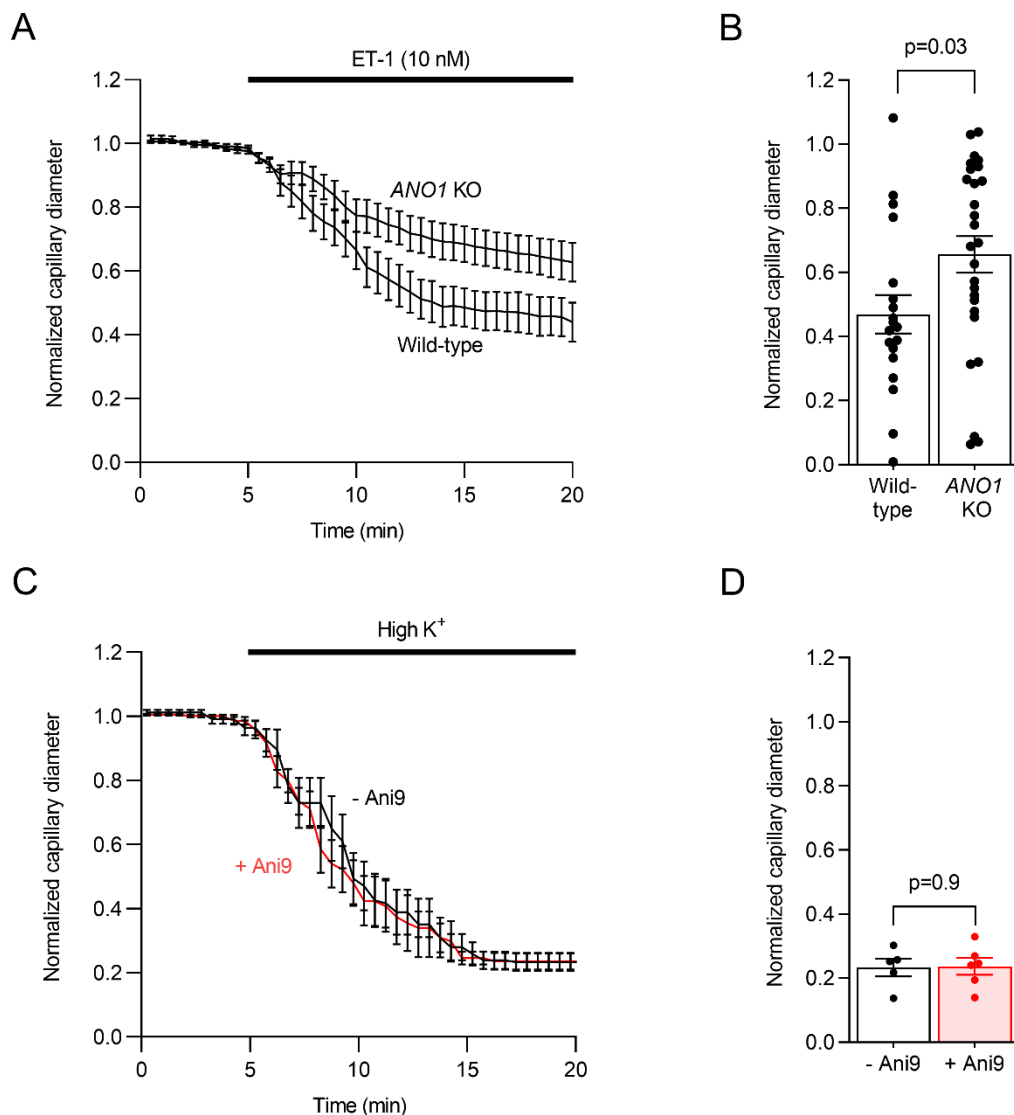 A
ET-1 (10 nM)
Normalized capillary diameter
1.2
1.0
0.8
0.6
0.4
0.2
0.0
ANO1 KO
Wild-type
0 5 10 15 20
Time (min)
B
p=0.03
Normalized capillary diameter
1.2
1.0
0.8
0.6
0.4
0.2
0.0
Wild-
type
ANO1
KO
C
High K⁺
Normalized capillary diameter
1.2
1.0
0.8
0.6
0.4
0.2
0.0
- Ani9
+ Ani9
0 5 10 15 20
Time (min)
D
Normalized capillary diameter
1.2
1.0
0.8
0.6
0.4
0.2
0.0
p=0.9
- Ani9 + Ani9